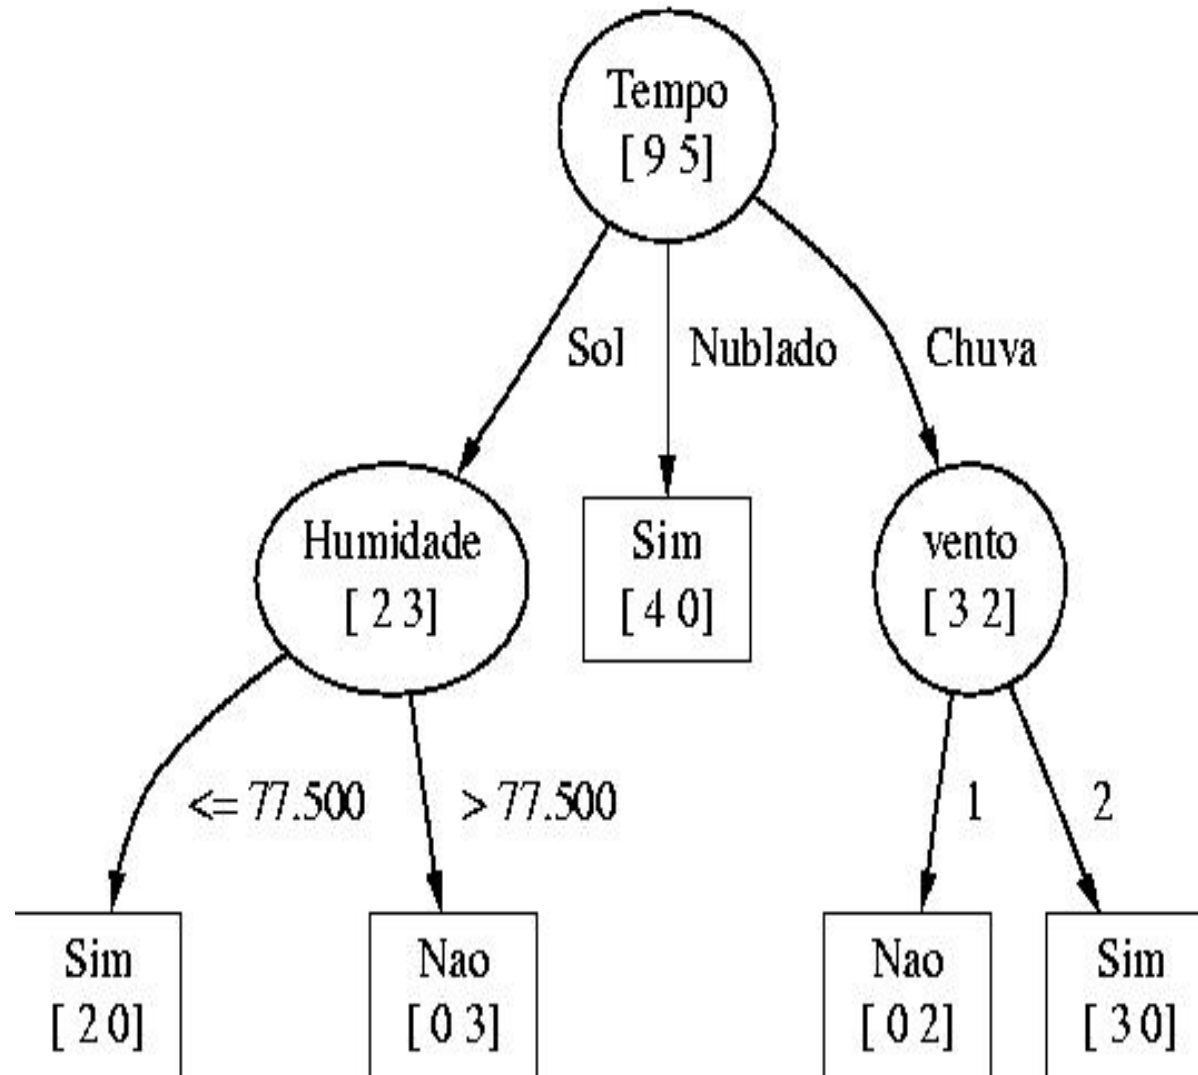 Tempo
[ 9 5]
Sol
Nublado
Chuva
Humidade
[ 2 3]
Sim
[ 4 0]
vento
[ 3 2]
<= 77.500
> 77.500
1
2
Sim
[ 2 0]
Nao
[ 0 3]
Nao
[ 0 2]
Sim
[ 3 0]